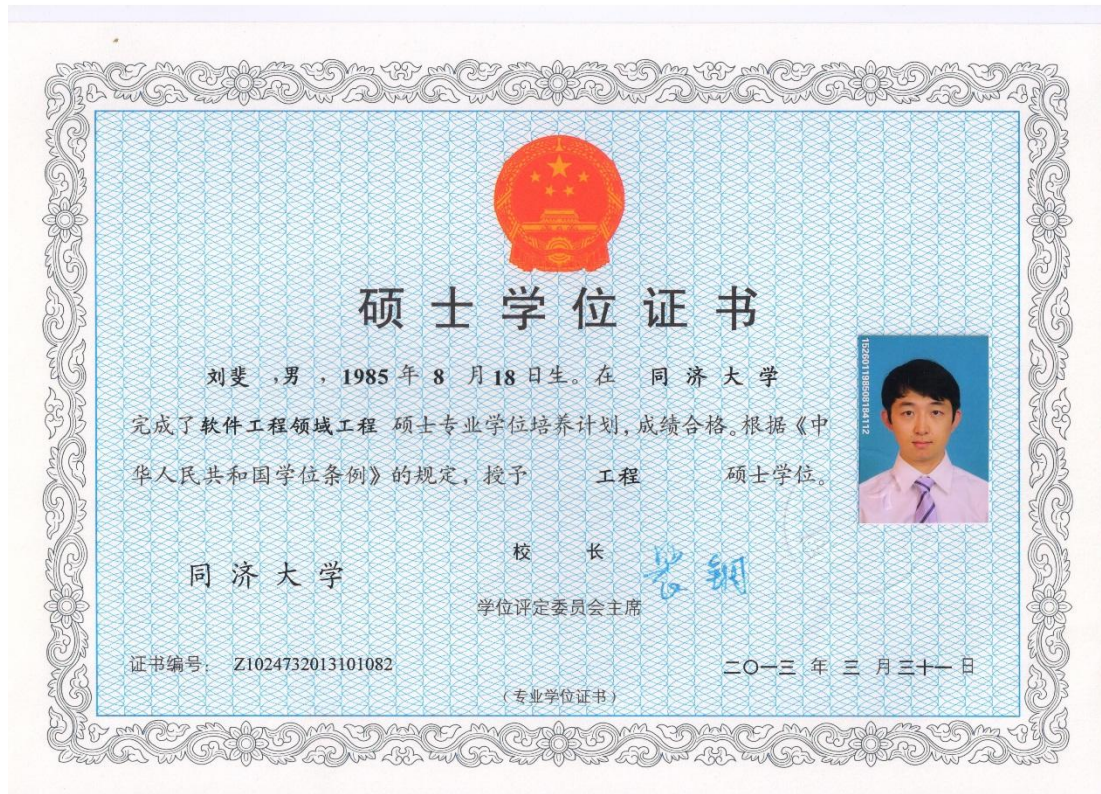 硕士学位证书
刘斐 ,男 , 1985 年 8 月 18 日生。在 同济大学
完成了软件工程领域工程 硕士专业学位培养计划,成绩合格。根据《中
华人民共和国学位条例》的规定, 授予 工程 硕士学位。
152601198508184112
同济大学
校 长 裴钢
学位评定委员会主席
证书编号: Z1024732013101082
二〇一三 年 三 月三十一 日
(专业学位证书)